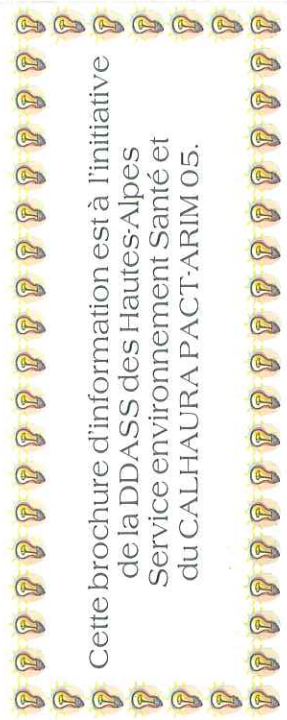 Cette brochure d'information est à l'initiative
de la DDASS des Hautes-Alpes
Service environnement Santé et
du CALHAURA PACT-ARIM 05.